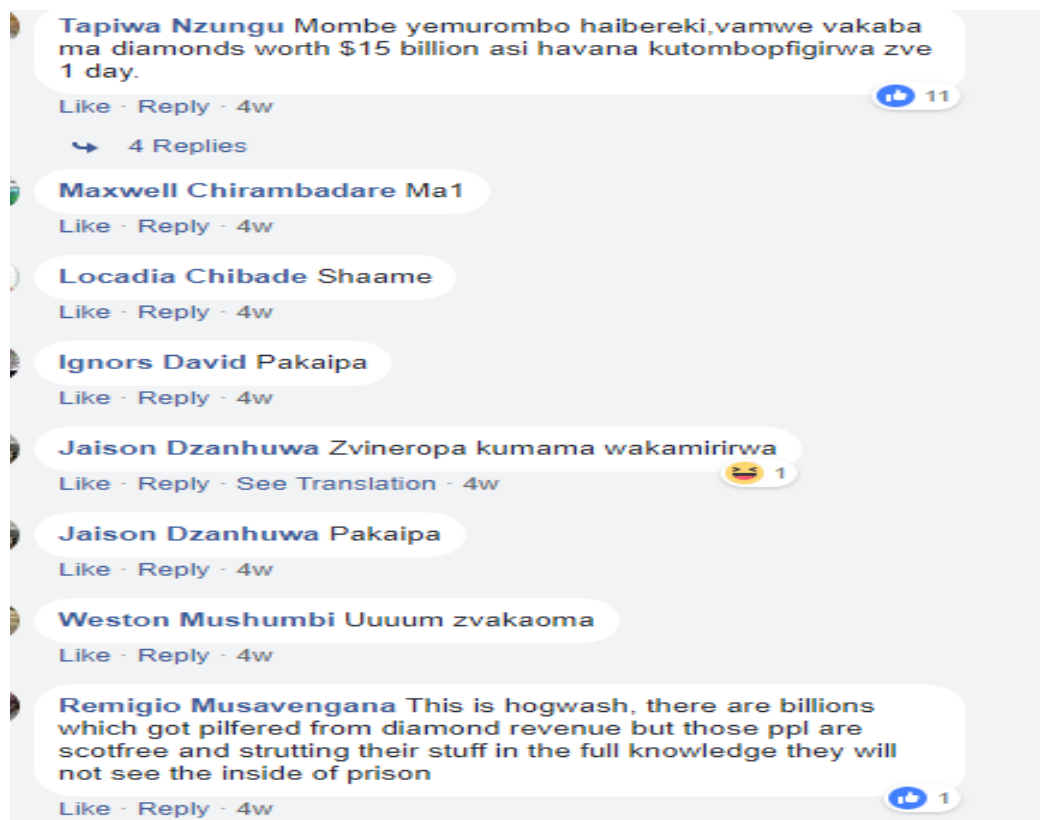 Tapiwa Nzungu Mombe yemurombo haibereki,vamwe vakaba
ma diamonds worth $15 billion asi havana kutombopfigirwa zve
1 day.
11
Like · Reply · 4w
4 Replies
Maxwell Chirambadare Ma1
Like · Reply · 4w
Locadia Chibade Shaame
Like · Reply · 4w
Ignors David Pakaipa
Like · Reply · 4w
Jaison Dzanhuwa Zvineropa kumama wakamirirwa
1
Like · Reply · See Translation · 4w
Jaison Dzanhuwa Pakaipa
Like · Reply · 4w
Weston Mushumbi Uuuum zvakaoma
Like · Reply · 4w
Remigio Musavengana This is hogwash, there are billions
which got pilfered from diamond revenue but those ppl are
scotfree and strutting their stuff in the full knowledge they will
not see the inside of prison
1
Like · Reply · 4w